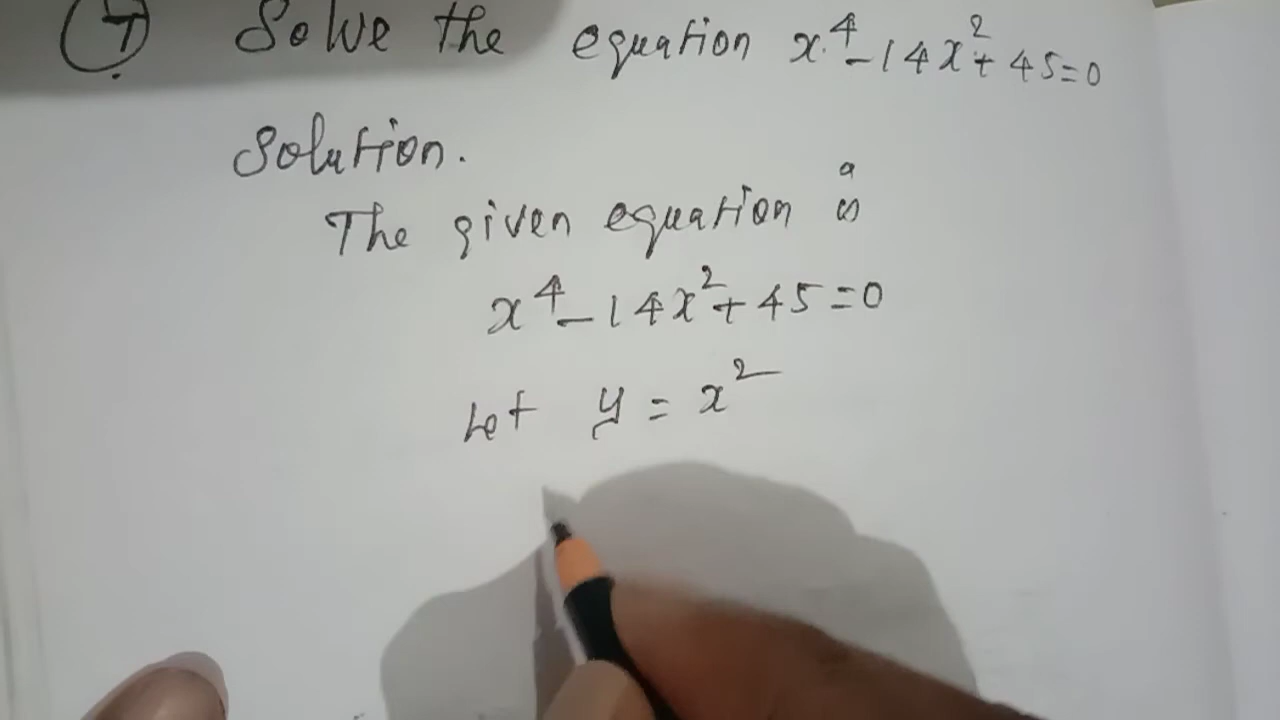 7 Solve the equation x⁴-14x²+45=0
Solution.
The given equation is
x⁴-14x²+45=0
Let y = x²